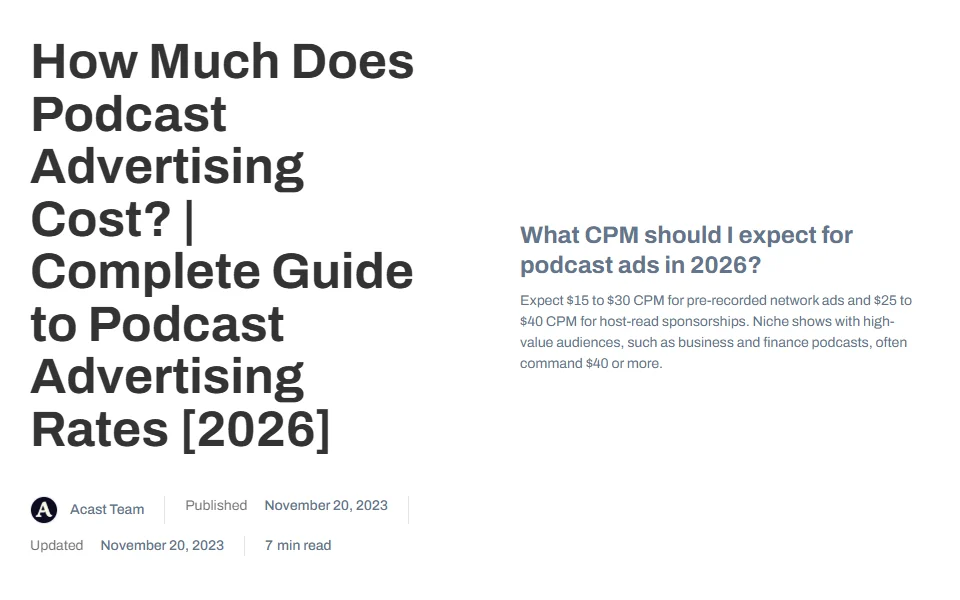 How Much Does
Podcast
Advertising
Cost? |
Complete Guide
to Podcast
Advertising
Rates [2026]
A Acast Team
Published November 20, 2023
Updated November 20, 2023
7 min read
What CPM should I expect for
podcast ads in 2026?
Expect $15 to $30 CPM for pre-recorded network ads and $25 to
$40 CPM for host-read sponsorships. Niche shows with high-
value audiences, such as business and finance podcasts, often
command $40 or more.